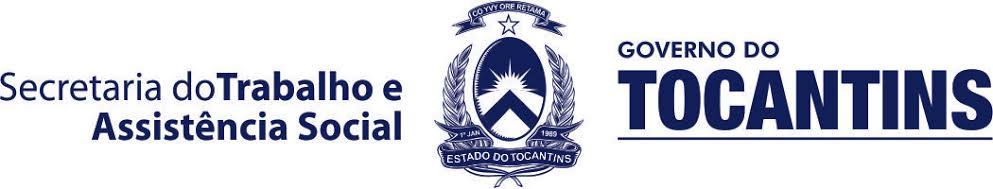 Secretaria doTrabalho e
Assistência Social
CO YVY ORE RETAMA
1º JAN 1989
ESTADO DO TOCANTINS
GOVERNO DO
TOCANTINS